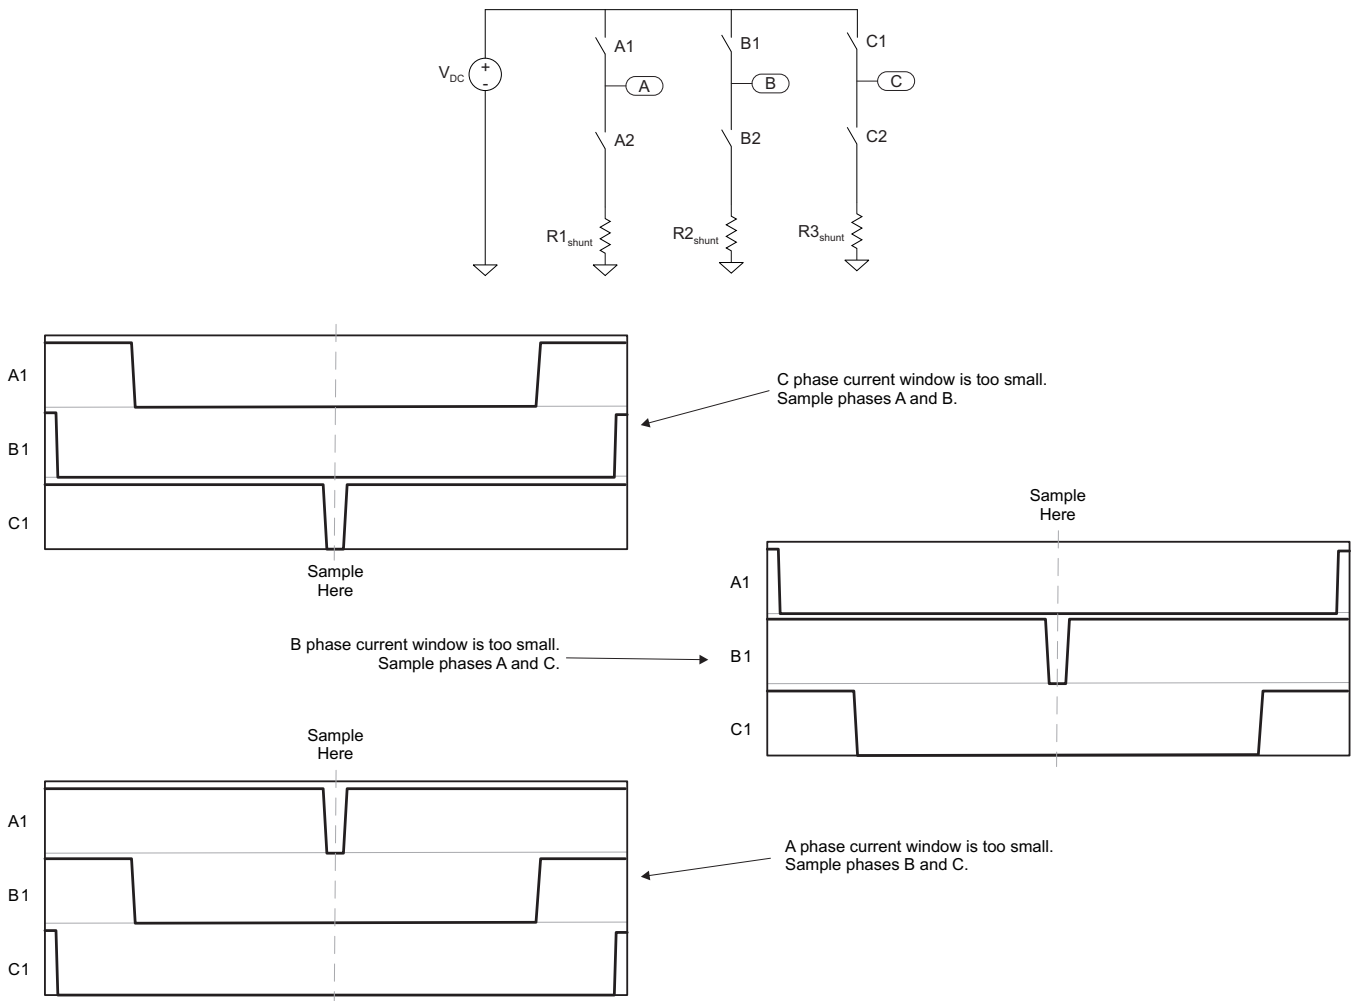 A1
B1
C1
V_DC
+
-
A
B
C
A2
B2
C2
R1_shunt
R2_shunt
R3_shunt
A1
B1
C1
C phase current window is too small.
Sample phases A and B.
Sample
Here
Sample
Here
A1
B1
C1
B phase current window is too small.
Sample phases A and C.
Sample
Here
A1
B1
C1
A phase current window is too small.
Sample phases B and C.